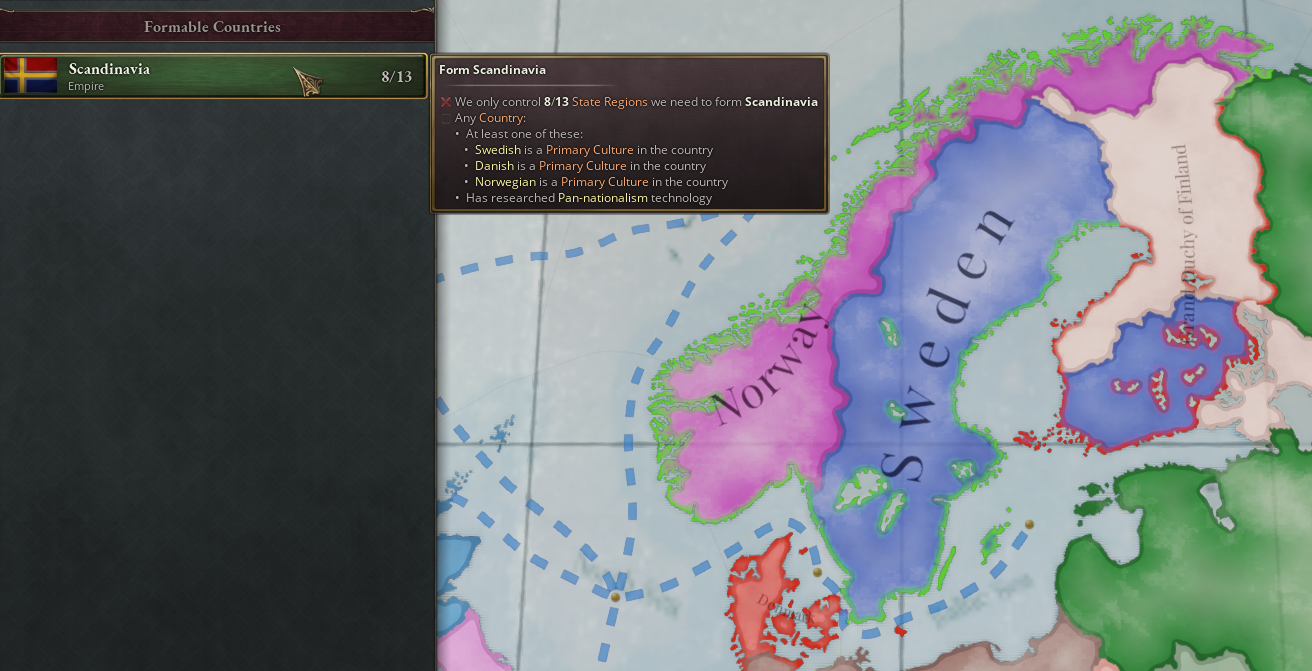 Formable Countries
Scandinavia
Empire
8/13
Form Scandinavia
We only control 8/13 State Regions we need to form Scandinavia
Any Country:
• At least one of these:
• Swedish is a Primary Culture in the country
• Danish is a Primary Culture in the country
• Norwegian is a Primary Culture in the country
• Has researched Pan-nationalism technology
Norway
Sweden
Grand Duchy of Finland
Denmark